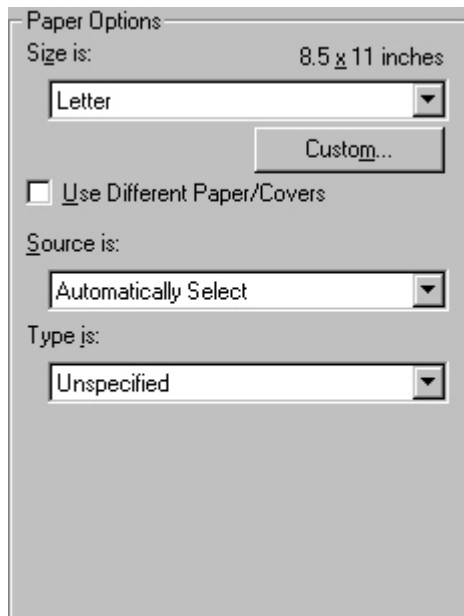 Paper Options
Size is: 8.5 x 11 inches
Letter
Custom...
Use Different Paper/Covers
Source is:
Automatically Select
Type is:
Unspecified